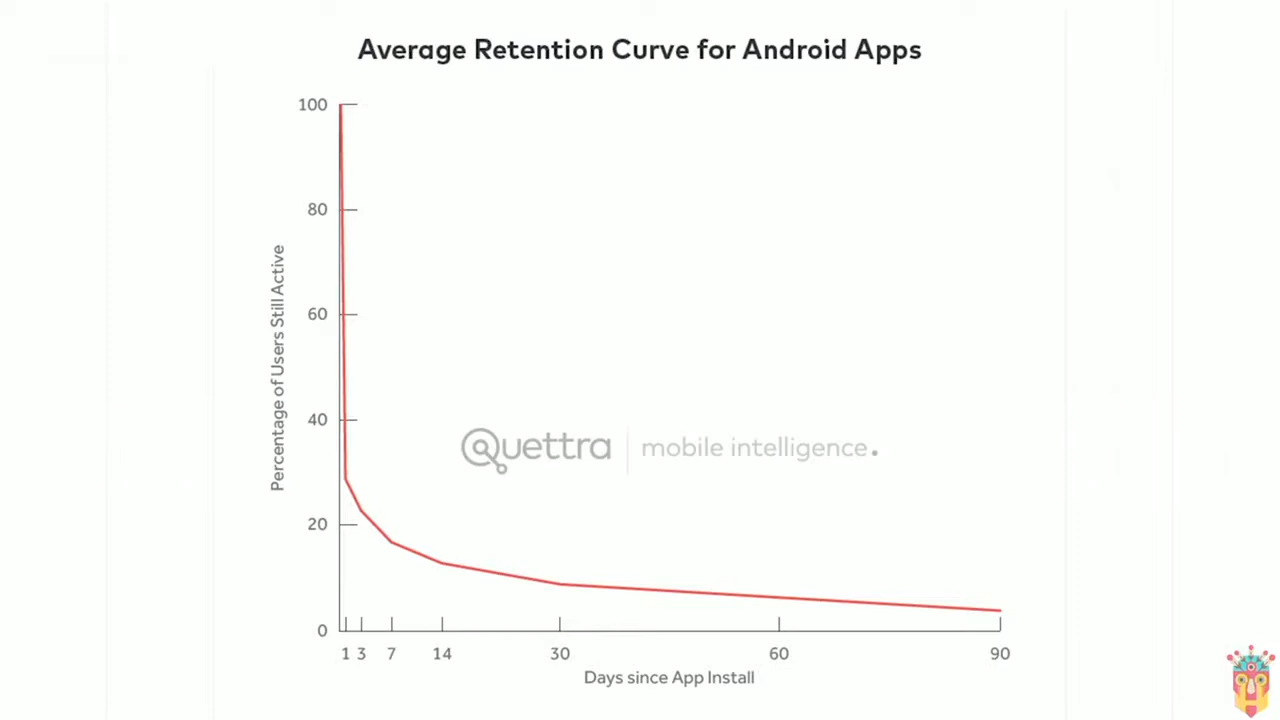 Average Retention Curve for Android Apps
100
80
60
40
20
0
Percentage of Users Still Active
Quettra mobile intelligence.
1 3 7 14 30 60 90
Days since App Install